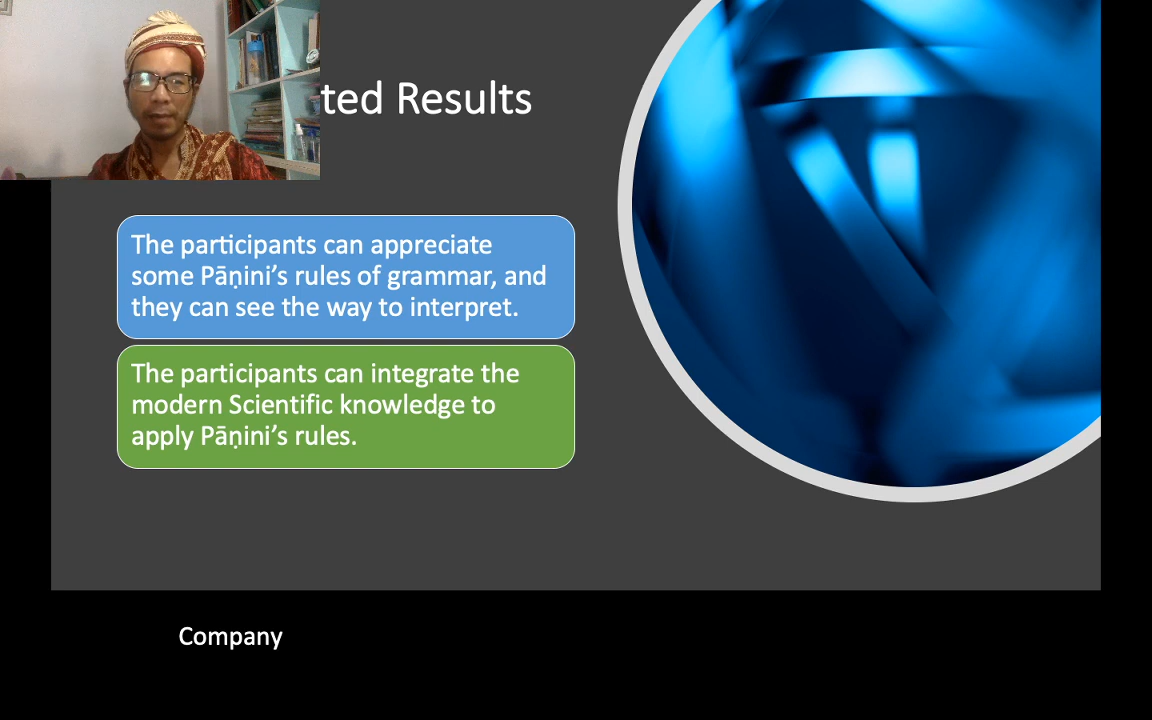 ted Results
The participants can appreciate
some Pāṇini’s rules of grammar, and
they can see the way to interpret.
The participants can integrate the
modern Scientific knowledge to
apply Pāṇini’s rules.
Company